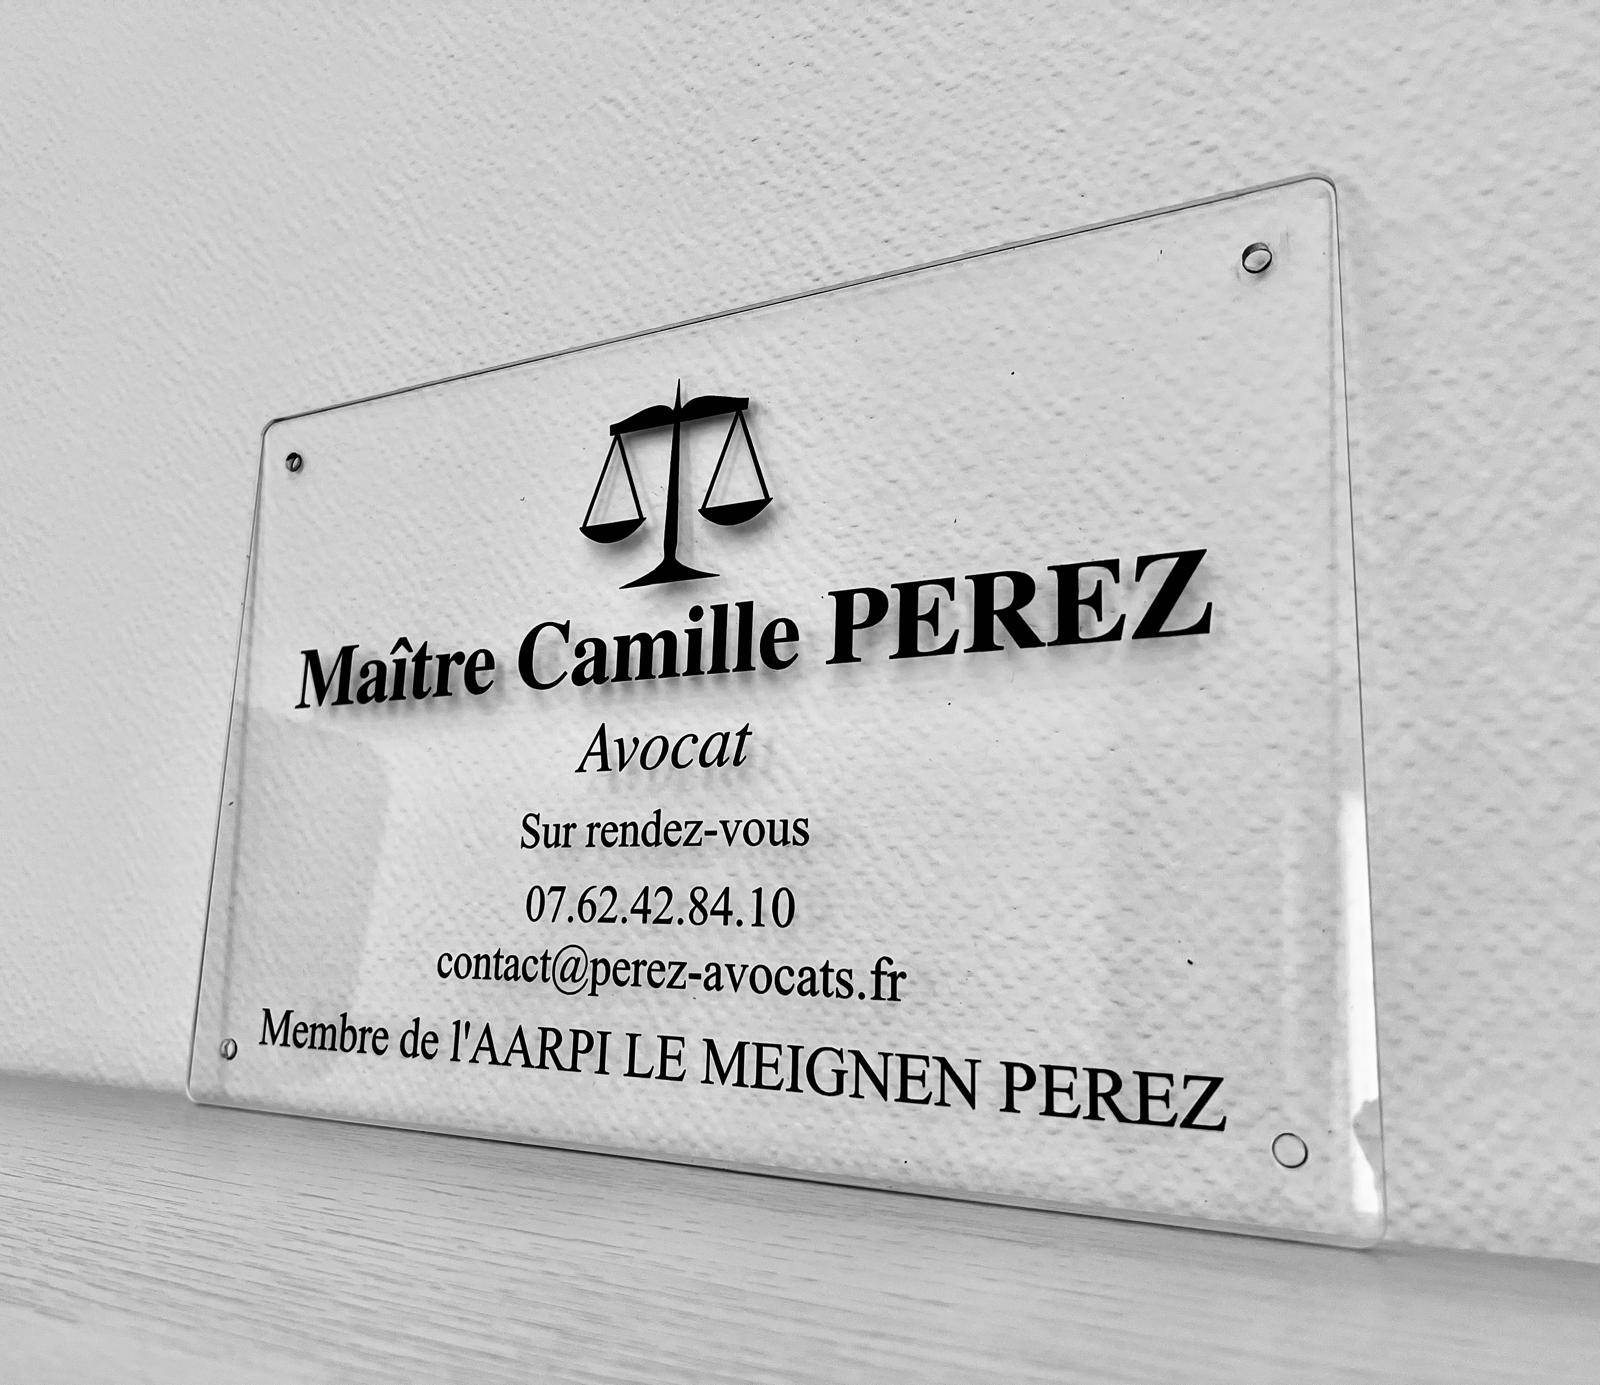 Maître Camille PEREZ
Avocat
Sur rendez-vous
07.62.42.84.10
contact@perez-avocats.fr
Membre de l'AARPI LE MEIGNEN PEREZ